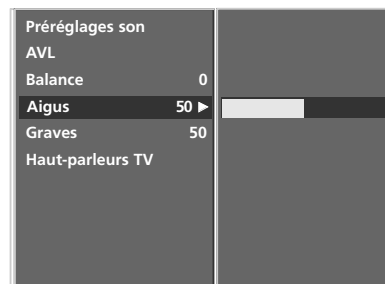 Préréglages son
AVL
Balance 0
Aigus 50 ▶
Graves 50
Haut-parleurs TV